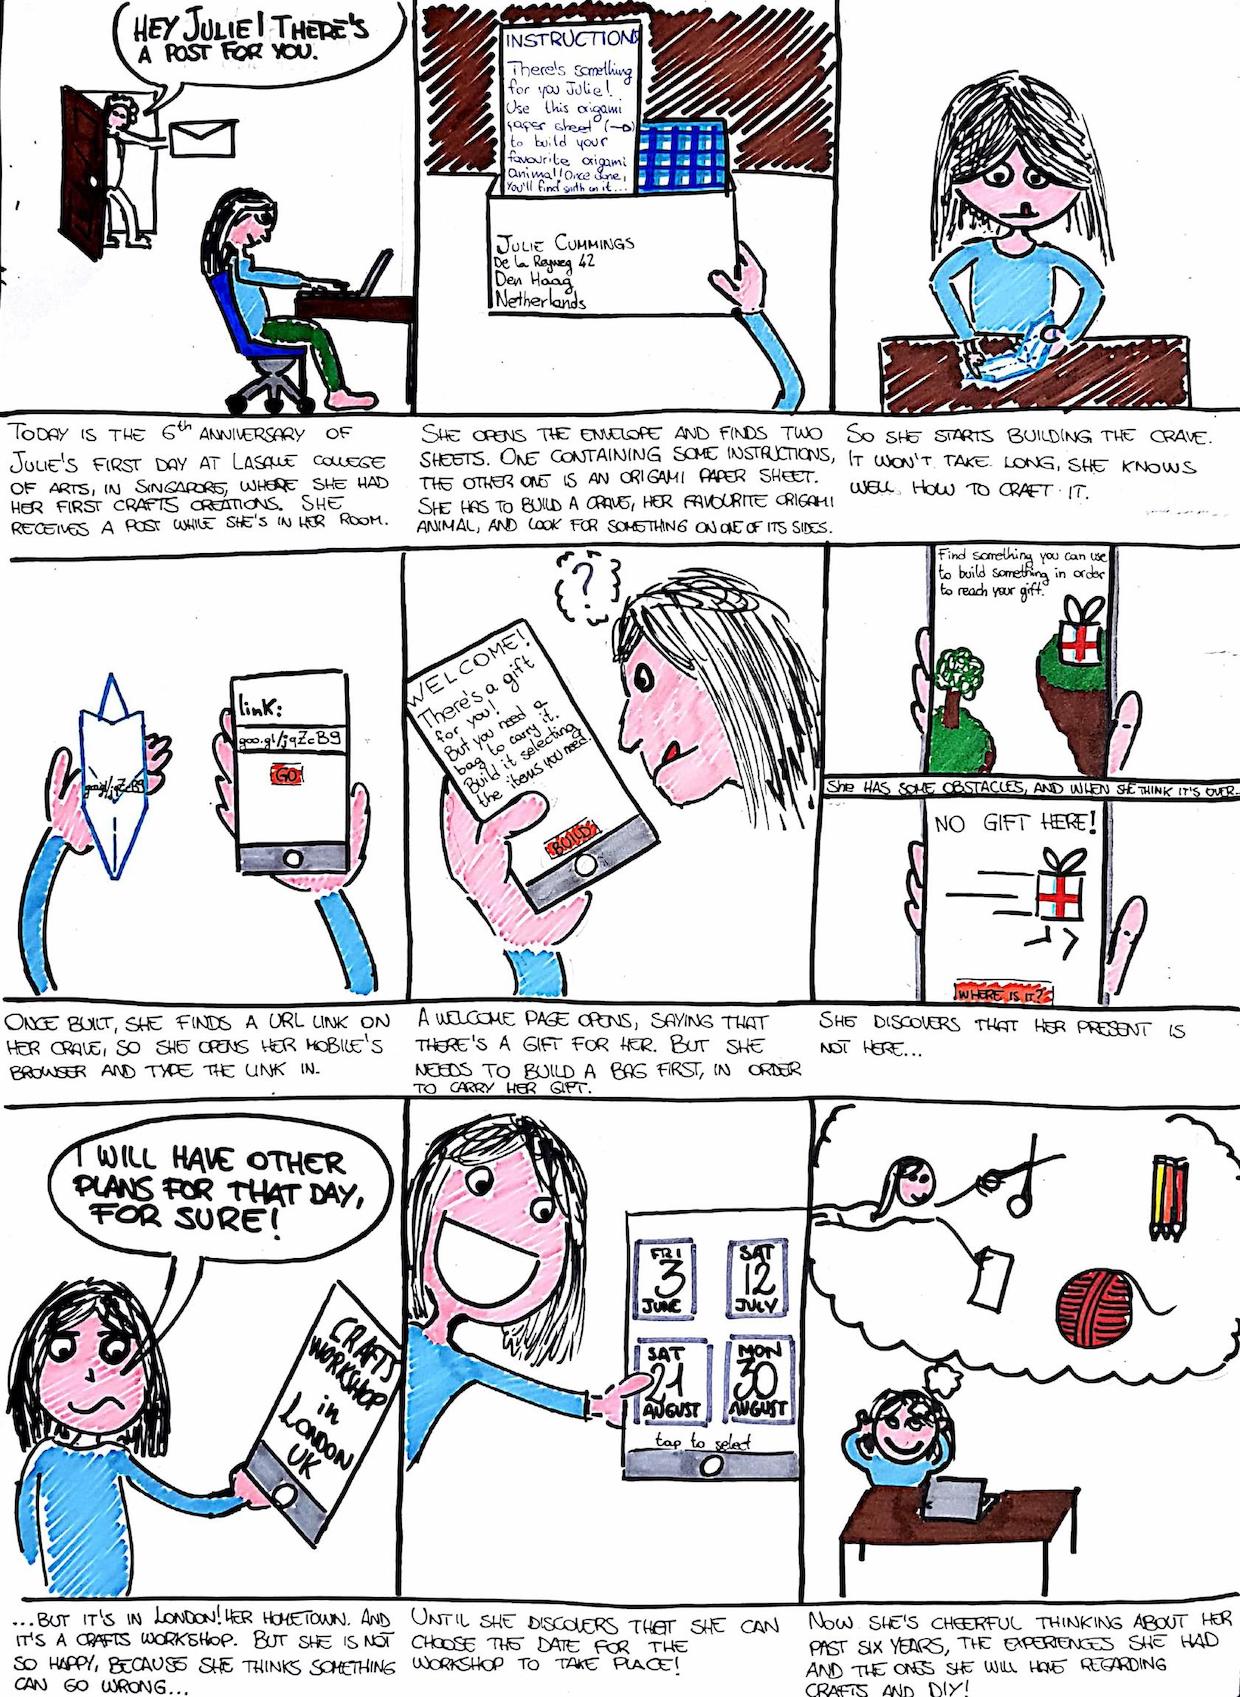 HEY JULIE! THERE'S
A POST FOR YOU.
INSTRUCTIONS
There's something
for you Julie!
Use this origami
paper sheet (→)
to build your
favourite origami
animal! Once done,
You'll find smth on it...
JULIE CUMMINGS
De la Reyweg 42
Den Haag
Netherlands
TODAY IS THE 6th ANNIVERSARY OF
JULIE'S FIRST DAY AT LASALLE COLLEGE
OF ARTS, IN SINGAPORE, WHERE SHE HAD
HER FIRST CRAFTS CREATIONS. SHE
RECEIVES A POST WHILE SHE'S IN HER ROOM.
SHE OPENS THE ENVELOPE AND FINDS TWO
SHEETS. ONE CONTAINING SOME INSTRUCTIONS,
THE OTHER ONE IS AN ORIGAMI PAPER SHEET.
SHE HAS TO BUILD A CRAVE, HER FAVOURITE ORIGAMI
ANIMAL, AND LOOK FOR SOMETHING ON ONE OF ITS SIDES.
SO SHE STARTS BUILDING THE CRAVE.
IT WON'T TAKE LONG, SHE KNOWS
WELL HOW TO CRAFT IT.
goo.gl/jqZcB9
link:
goo.gl/jqZcB9
GO
?
WELCOME!
There's a gift
for you!
But you need a
bag to carry it.
Build it selecting
the items you need.
BUILD
Find something you can use
to build something in order
to reach your gift.
SHE HAS SOME OBSTACLES, AND WHEN SHE THINK IT'S OVER...
NO GIFT HERE!
WHERE IS IT?
ONCE BUILT, SHE FINDS A URL LINK ON
HER CRAVE, SO SHE OPENS HER MOBILE'S
BROWSER AND TYPE THE LINK IN.
A WELCOME PAGE OPENS, SAYING THAT
THERE'S A GIFT FOR HER. BUT SHE
NEEDS TO BUILD A BAG FIRST, IN ORDER
TO CARRY HER GIFT.
SHE DISCOVERS THAT HER PRESENT IS
NOT HERE...
I WILL HAVE OTHER
PLANS FOR THAT DAY,
FOR SURE!
CRAFTS
WORKSHOP
in
LONDON
UK
FRI
3
JUNE
SAT
12
JULY
SAT
21
AUGUST
MON
30
AUGUST
tap to select
...BUT IT'S IN LONDON! HER HOMETOWN. AND
IT'S A CRAFTS WORKSHOP. BUT SHE IS NOT
SO HAPPY, BECAUSE SHE THINKS SOMETHING
CAN GO WRONG...
UNTIL SHE DISCOVERS THAT SHE CAN
CHOOSE THE DATE FOR THE
WORKSHOP TO TAKE PLACE!
NOW SHE'S CHEERFUL THINKING ABOUT HER
PAST SIX YEARS, THE EXPERIENCES SHE HAD
AND THE ONES SHE WILL HAVE REGARDING
CRAFTS AND DIY!